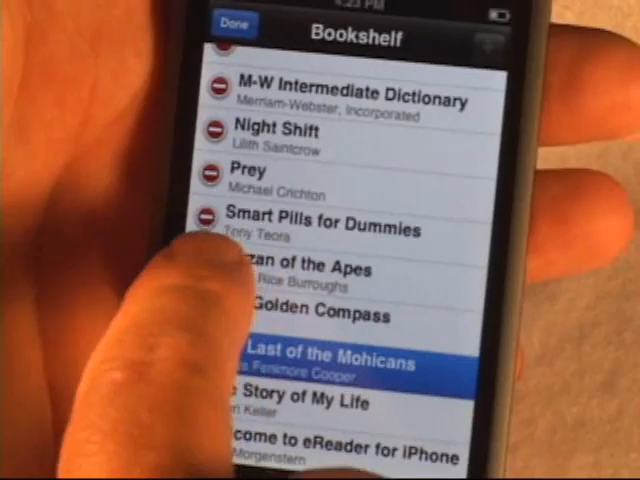 4:23 PM
Done
Bookshelf
M-W Intermediate Dictionary
Merriam-Webster, Incorporated
Night Shift
Lilith Saintcrow
Prey
Michael Crichton
Smart Pills for Dummies
Tony Teora
zan of the Apes
Rice Burroughs
Golden Compass
Last of the Mohicans
Fenimore Cooper
Story of My Life
Keller
come to eReader for iPhone
Morgenstern